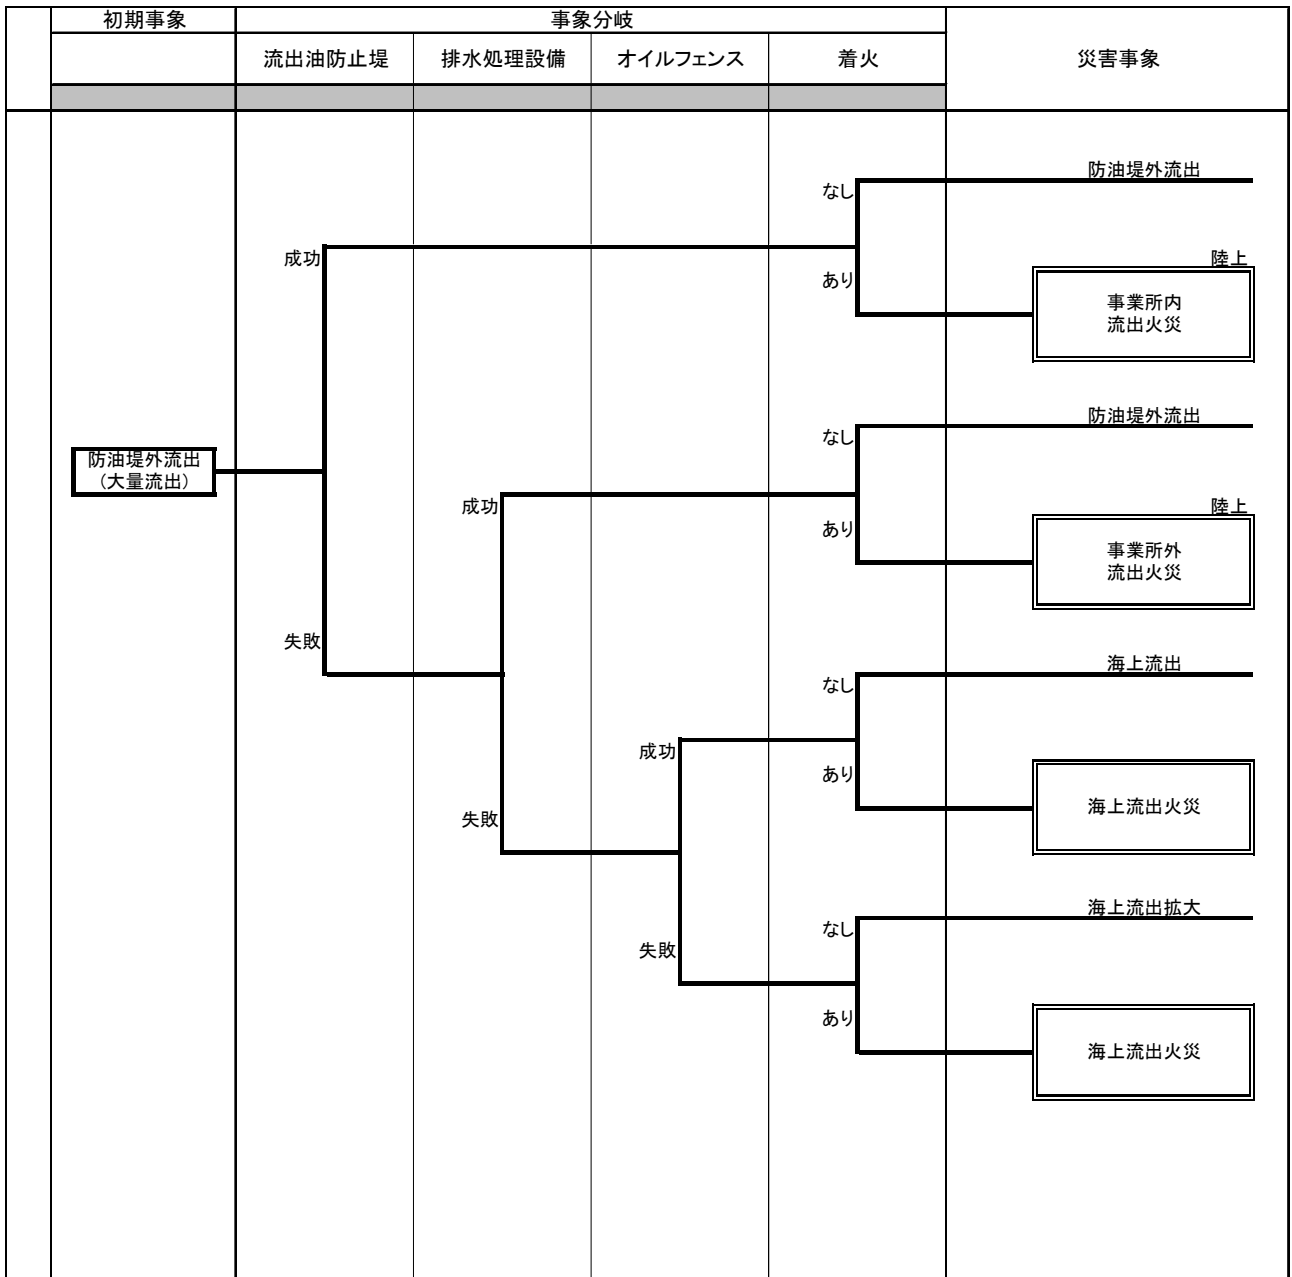 初期事象
事象分岐
流出油防止堤
排水処理設備
オイルフェンス
着火
災害事象
防油堤外流出
なし
成功
陸上
あり
事業所内
流出火災
防油堤外流出
なし
防油堤外流出
(大量流出)
成功
陸上
あり
事業所外
流出火災
失敗
海上流出
なし
成功
あり
海上流出火災
失敗
海上流出拡大
なし
失敗
あり
海上流出火災